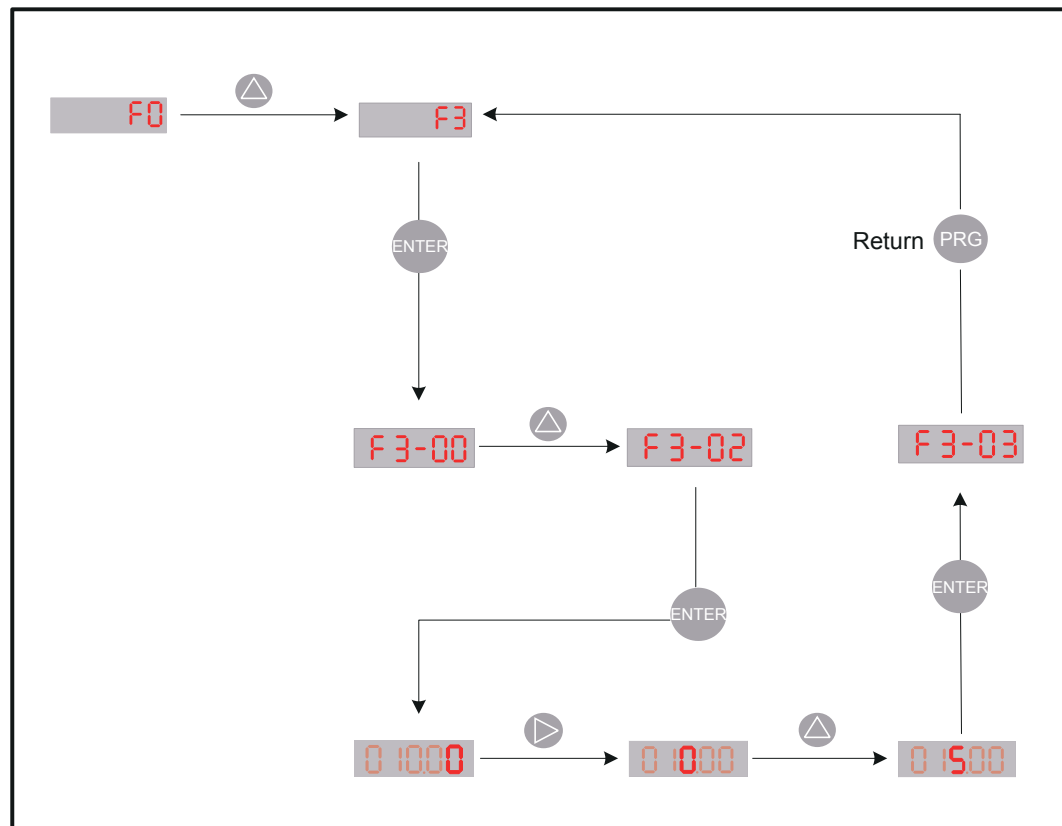 F0
F3
ENTER
Return PRG
F3-00
F3-02
F3-03
ENTER
ENTER
010.00
010.00
015.00